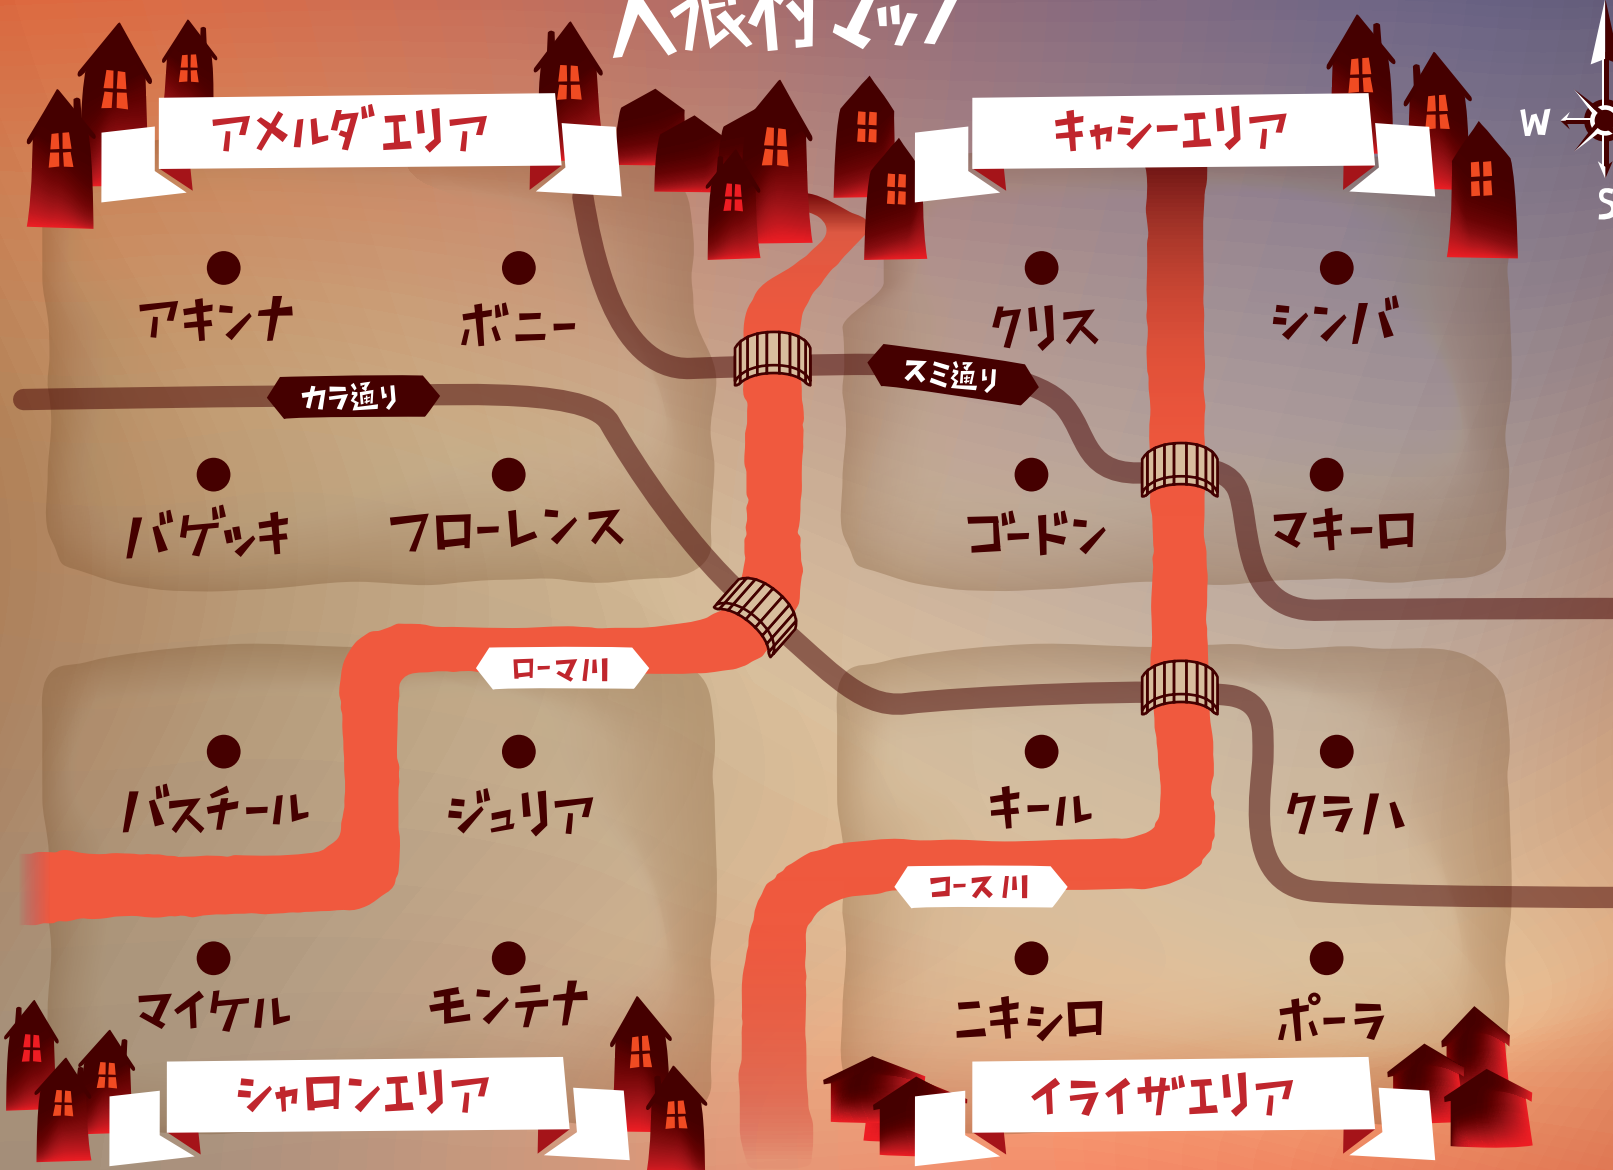 人狼村マップ
アメルダエリア
キャシーエリア
W
S
アキンナ
ボニー
クリス
シンバ
カラ通り
スミ通り
バゲッキ
フローレンス
ゴードン
マキーロ
ローマ川
バスチール
ジュリア
キール
クラハ
コース川
マイケル
モンテナ
ニキシロ
ポーラ
シャロンエリア
イライザエリア